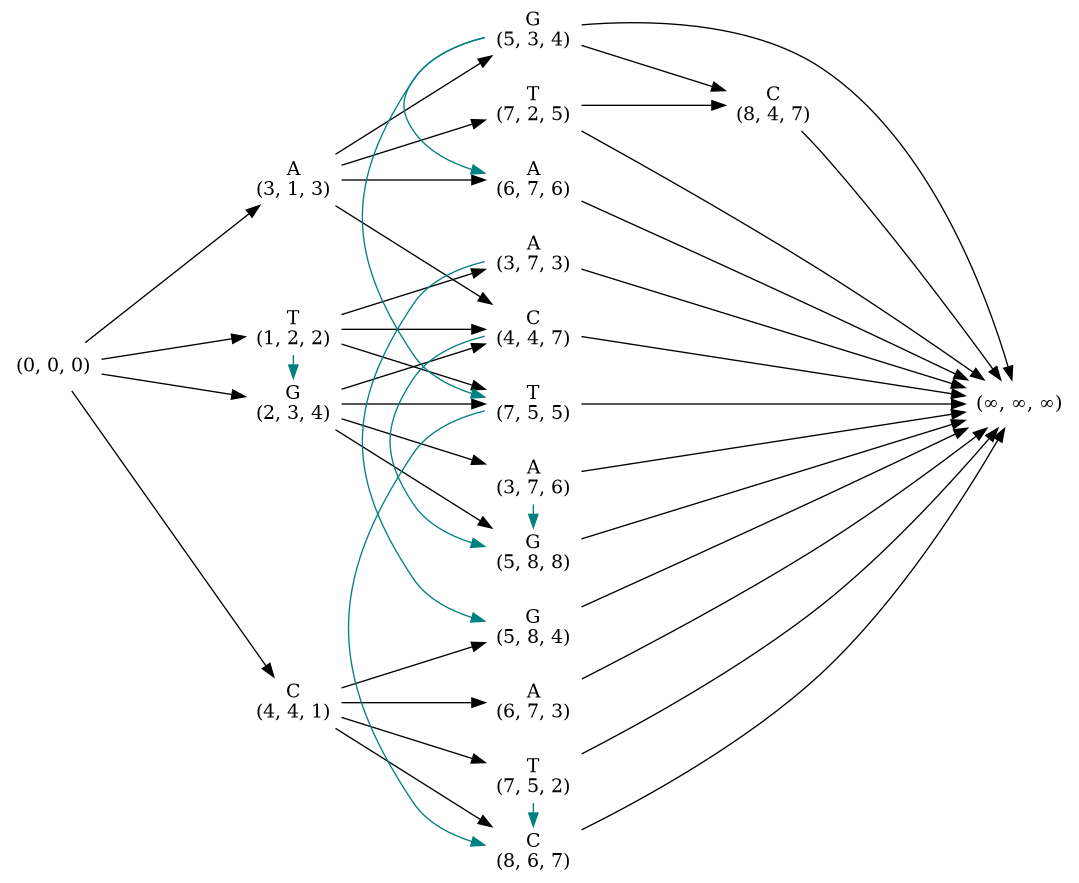 G
(5, 3, 4)
T
(7, 2, 5)
C
(8, 4, 7)
A
(3, 1, 3)
A
(6, 7, 6)
A
(3, 7, 3)
T
(1, 2, 2)
C
(4, 4, 7)
(0, 0, 0)
G
(2, 3, 4)
T
(7, 5, 5)
(∞, ∞, ∞)
A
(3, 7, 6)
G
(5, 8, 8)
G
(5, 8, 4)
C
(4, 4, 1)
A
(6, 7, 3)
T
(7, 5, 2)
C
(8, 6, 7)